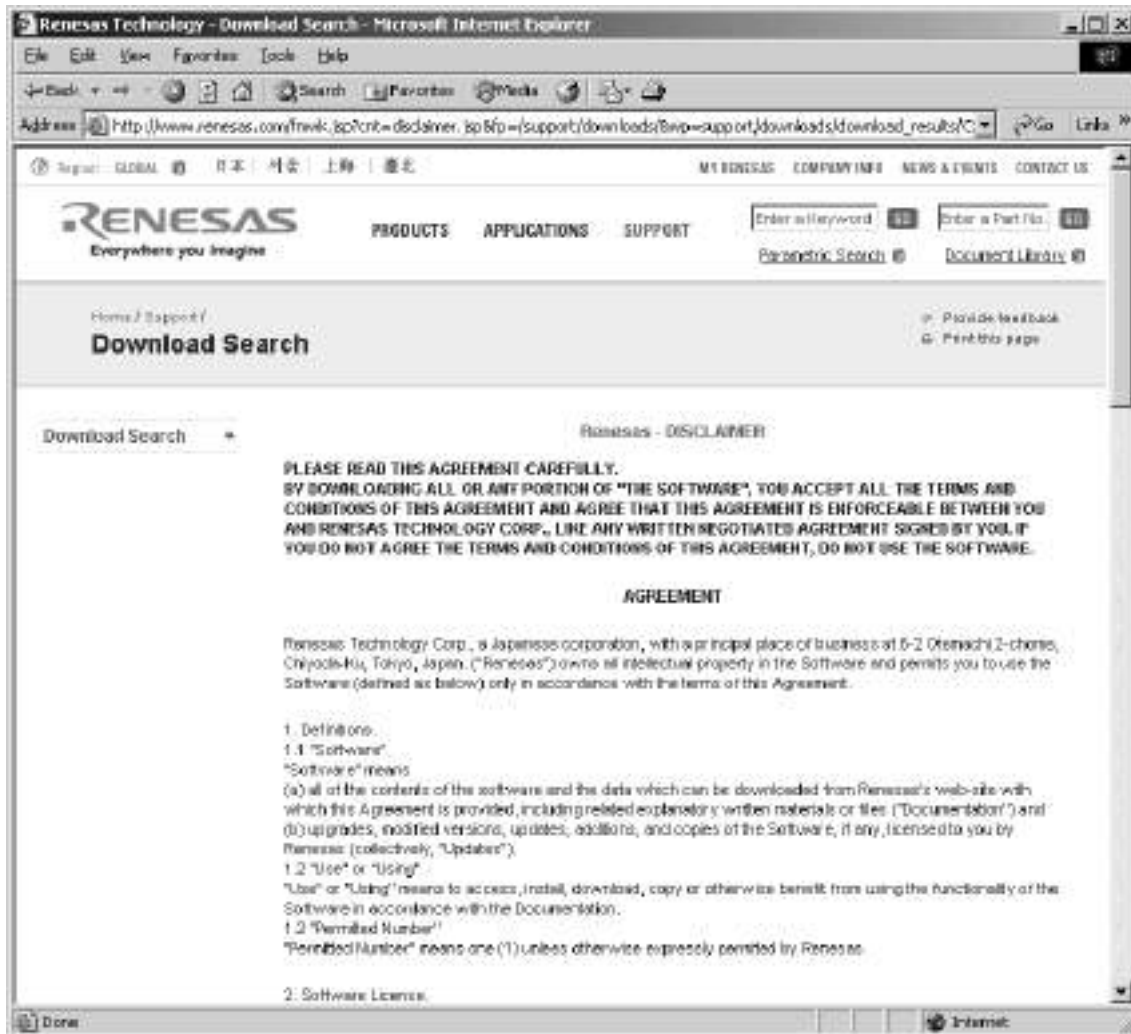 Renesas Technology - Download Search - Microsoft Internet Explorer
File Edit View Favorites Tools Help
Back Search Favorites Media
Address http://www.renesas.com/fmwk.jsp?cnt=disclaimer.jsp&fp=/support/downloads/&wp=support/downloads/download_results/C Go Links »
Region: GLOBAL 日本 | 서울 | 上海 | 臺北 MY RENESAS COMPANY INFO NEWS & EVENTS CONTACT US
RENESAS
Everywhere you Imagine
PRODUCTS APPLICATIONS SUPPORT
Enter a Keyword GO Enter a Part No. GO
Parametric Search Document Library
Home / Support /
Download Search
Provide feedback
Print this page
Download Search
Renesas - DISCLAIMER
PLEASE READ THIS AGREEMENT CAREFULLY.
BY DOWNLOADING ALL OR ANY PORTION OF "THE SOFTWARE", YOU ACCEPT ALL THE TERMS AND
CONDITIONS OF THIS AGREEMENT AND AGREE THAT THIS AGREEMENT IS ENFORCEABLE BETWEEN YOU
AND RENESAS TECHNOLOGY CORP., LIKE ANY WRITTEN NEGOTIATED AGREEMENT SIGNED BY YOU. IF
YOU DO NOT AGREE THE TERMS AND CONDITIONS OF THIS AGREEMENT, DO NOT USE THE SOFTWARE.
AGREEMENT
Renesas Technology Corp., a Japanese corporation, with a principal place of business at 6-2 Otemachi 2-chome,
Chiyoda-Ku, Tokyo, Japan. ("Renesas") owns all intellectual property in the Software and permits you to use the
Software (defined as below) only in accordance with the terms of this Agreement.
1. Definitions.
1.1 "Software"
"Software" means
(a) all of the contents of the software and the data which can be downloaded from Renesas's web-site with
which this Agreement is provided, including related explanatory written materials or files ("Documentation") and
(b) upgrades, modified versions, updates, additions, and copies of the Software, if any, licensed to you by
Renesas (collectively, "Updates").
1.2 "Use" or "Using"
"Use" or "Using" means to access, install, download, copy or otherwise benefit from using the functionality of the
Software in accordance with the Documentation.
1.3 "Permitted Number"
"Permitted Number" means one (1) unless otherwise expressly permitted by Renesas.
2. Software License.
Done Internet